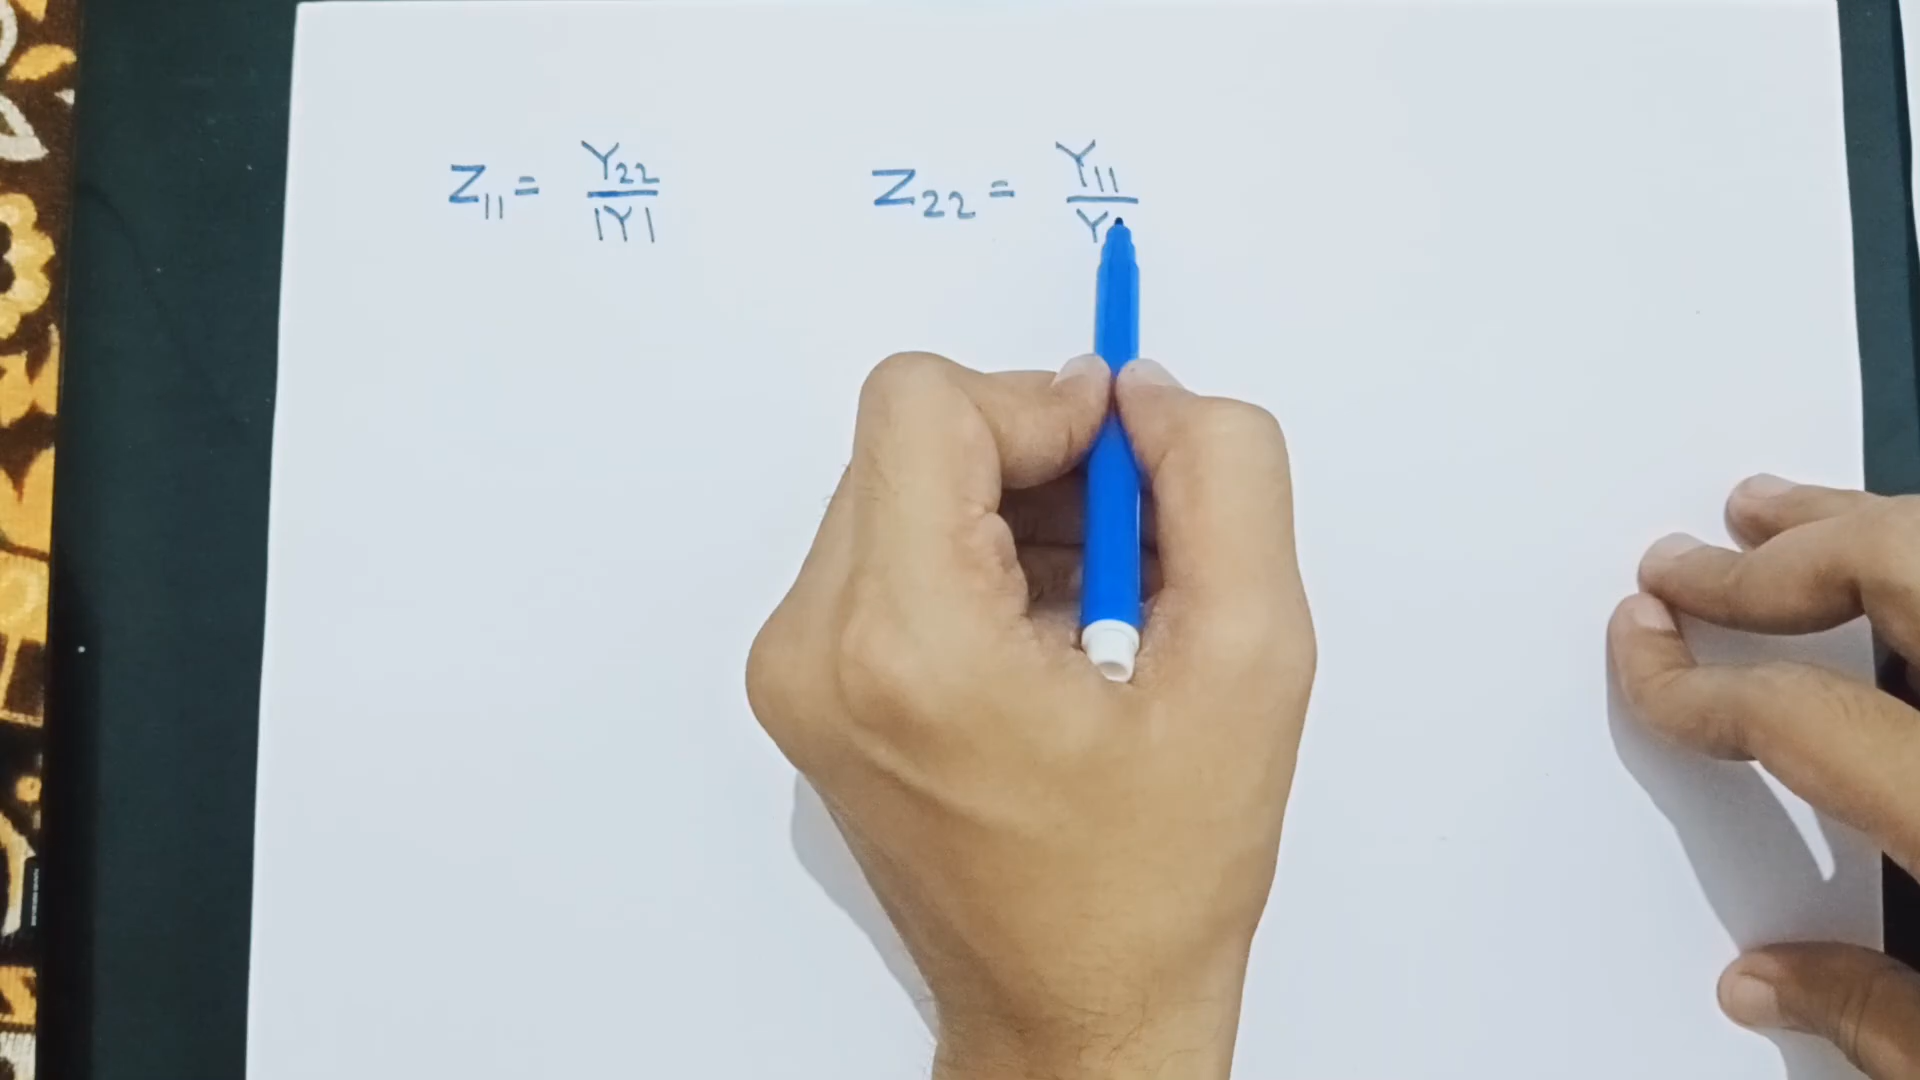 Z₁₁ = Y₂₂ / |Y|
Z₂₂ = Y₁₁ / Y